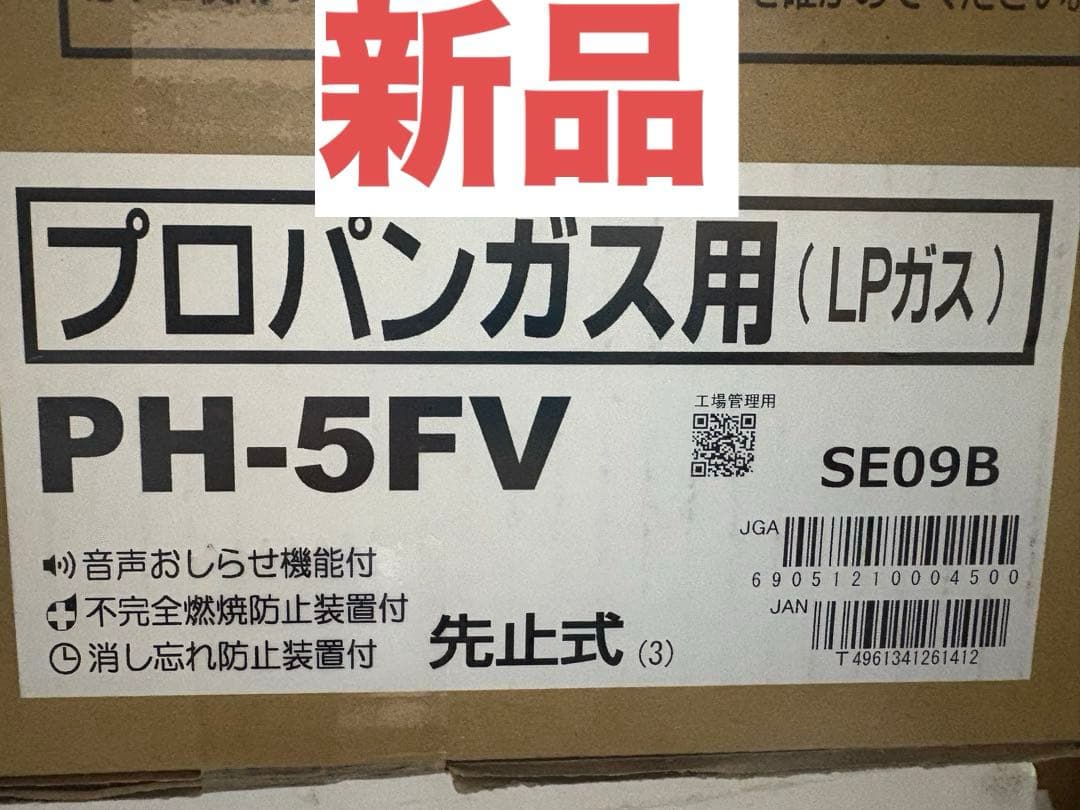 新品
プロパンガス用(LPガス)
PH-5FV
工場管理用
SE09B
JGA
69051210004500
JAN
T4961341261412
音声おしらせ機能付
不完全燃焼防止装置付
消し忘れ防止装置付
先止式(3)